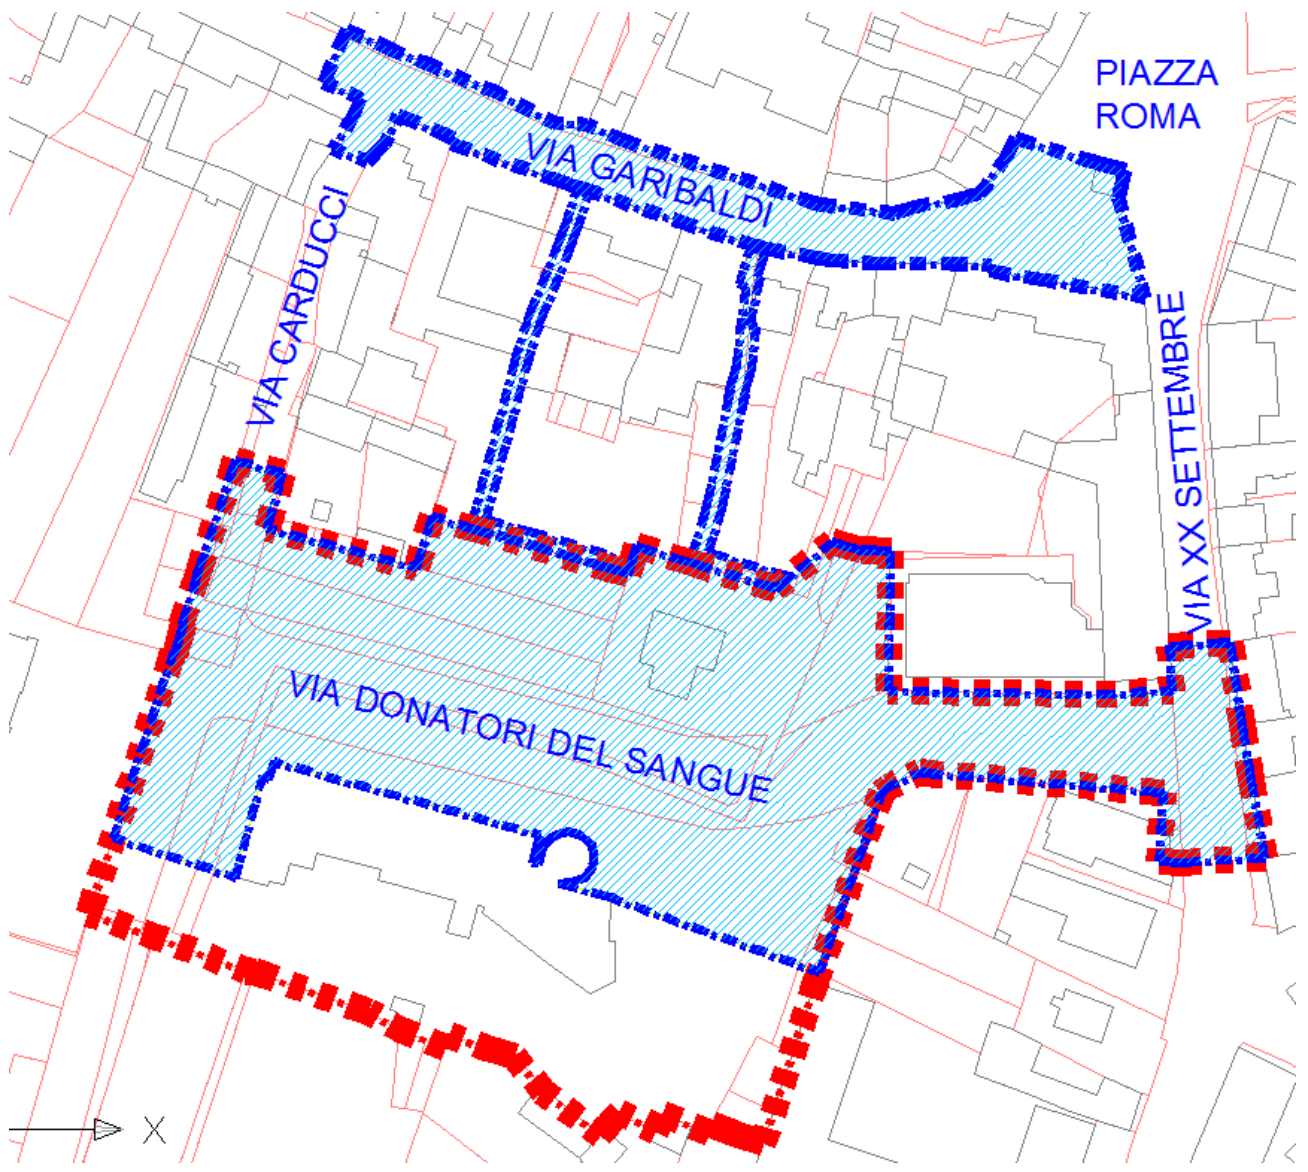 PIAZZA
ROMA
VIA GARIBALDI
VIA CARDUCCI
VIA XX SETTEMBRE
VIA DONATORI DEL SANGUE
X